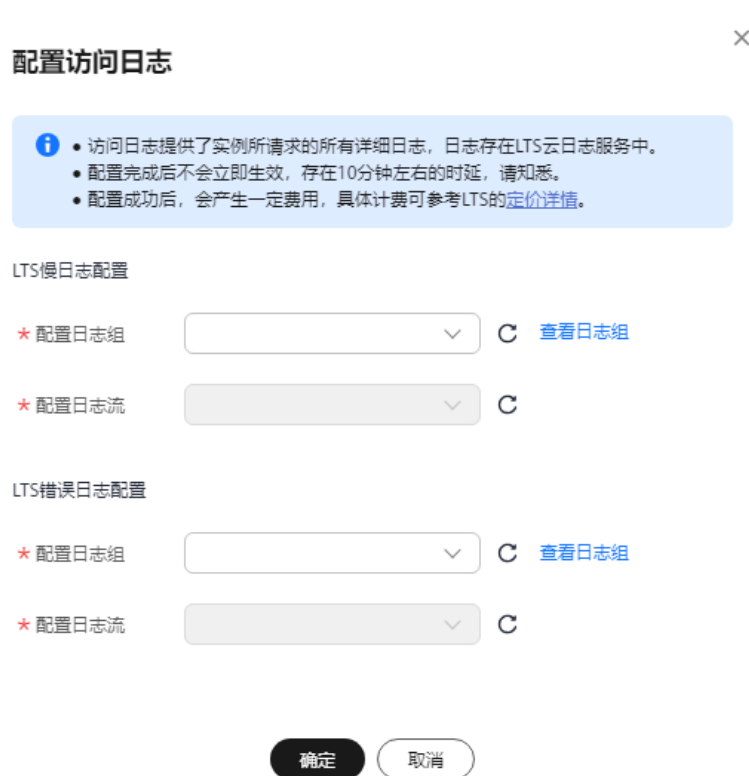 配置访问日志
• 访问日志提供了实例所请求的所有详细日志，日志存在LTS云日志服务中。
• 配置完成后不会立即生效，存在10分钟左右的时延，请知悉。
• 配置成功后，会产生一定费用，具体计费可参考LTS的定价详情。
LTS慢日志配置
* 配置日志组 查看日志组
* 配置日志流
LTS错误日志配置
* 配置日志组 查看日志组
* 配置日志流
确定 取消